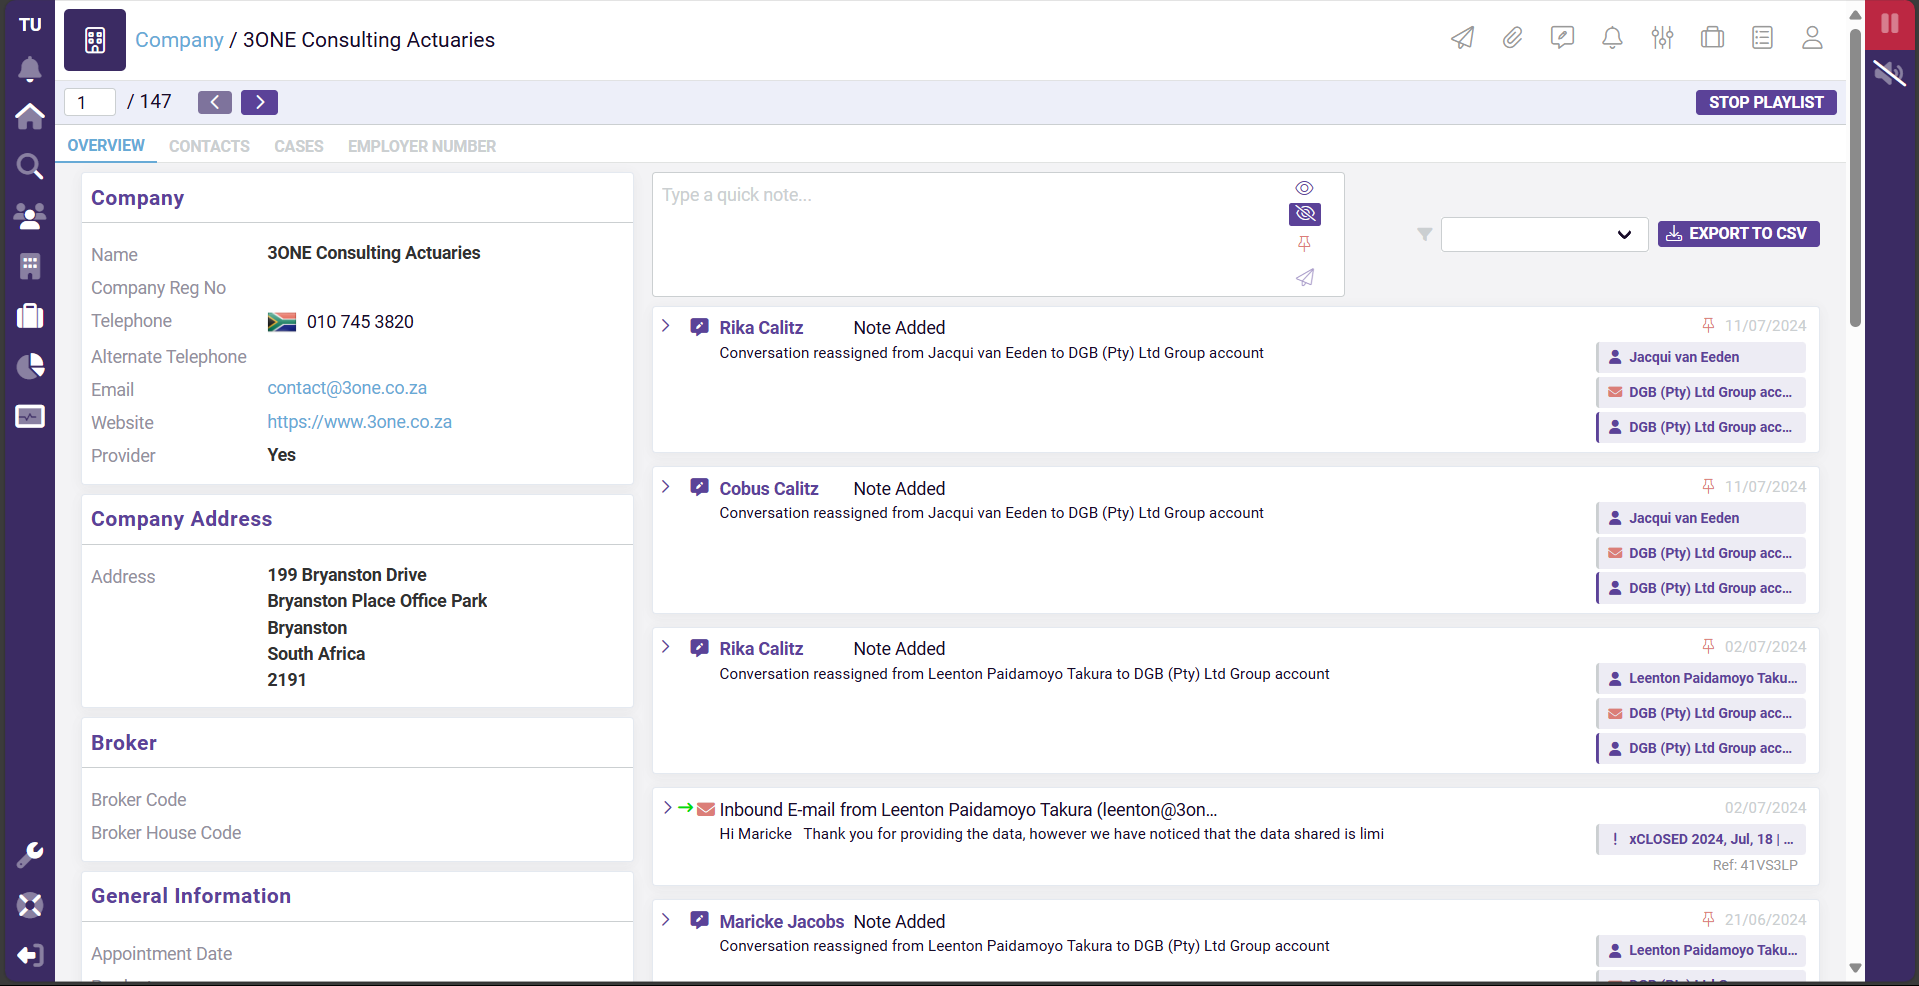 TU
Company / 3ONE Consulting Actuaries
1 / 147
STOP PLAYLIST
OVERVIEW CONTACTS CASES EMPLOYER NUMBER
Company
Name 3ONE Consulting Actuaries
Company Reg No
Telephone 010 745 3820
Alternate Telephone
Email contact@3one.co.za
Website https://www.3one.co.za
Provider Yes
Company Address
Address 199 Bryanston Drive
Bryanston Place Office Park
Bryanston
South Africa
2191
Broker
Broker Code
Broker House Code
General Information
Appointment Date
Type a quick note...
EXPORT TO CSV
Rika Calitz Note Added 11/07/2024
Conversation reassigned from Jacqui van Eeden to DGB (Pty) Ltd Group account
Jacqui van Eeden
DGB (Pty) Ltd Group acc...
DGB (Pty) Ltd Group acc...
Cobus Calitz Note Added 11/07/2024
Conversation reassigned from Jacqui van Eeden to DGB (Pty) Ltd Group account
Jacqui van Eeden
DGB (Pty) Ltd Group acc...
DGB (Pty) Ltd Group acc...
Rika Calitz Note Added 02/07/2024
Conversation reassigned from Leenton Paidamoyo Takura to DGB (Pty) Ltd Group account
Leenton Paidamoyo Taku...
DGB (Pty) Ltd Group acc...
DGB (Pty) Ltd Group acc...
Inbound E-mail from Leenton Paidamoyo Takura (leenton@3on... 02/07/2024
Hi Maricke Thank you for providing the data, however we have noticed that the data shared is limi
! xCLOSED 2024, Jul, 18 | ...
Ref: 41VS3LP
Maricke Jacobs Note Added 21/06/2024
Conversation reassigned from Leenton Paidamoyo Takura to DGB (Pty) Ltd Group account
Leenton Paidamoyo Taku...